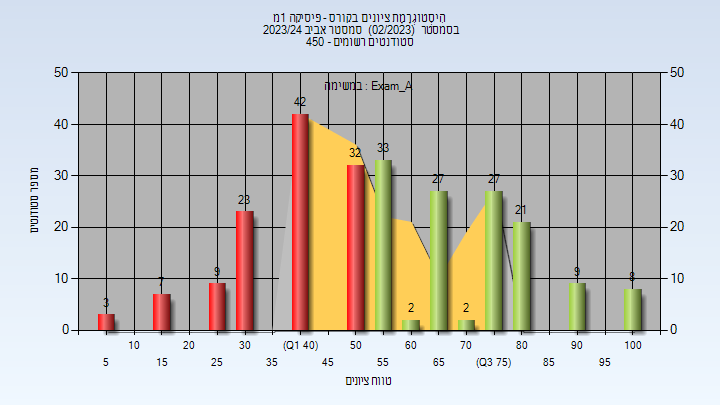 הִיסְטוֹגְרָמַת ציונים בקורס - פיסיקה 1מ
בסמסטר (02/2023) סמסטר אביב 2023/24
סטודנטים רשומים - 450
במשימה : Exam_A
מספר סטודנטים
50 50
40 40
30 30
20 20
10 10
0 0
3 7 9 23 42 32 33 2 27 2 27 21 9 8
10 20 30 (Q1 40) 50 60 70 80 90 100
5 15 25 35 45 55 65 (Q3 75) 85 95
טווח ציונים